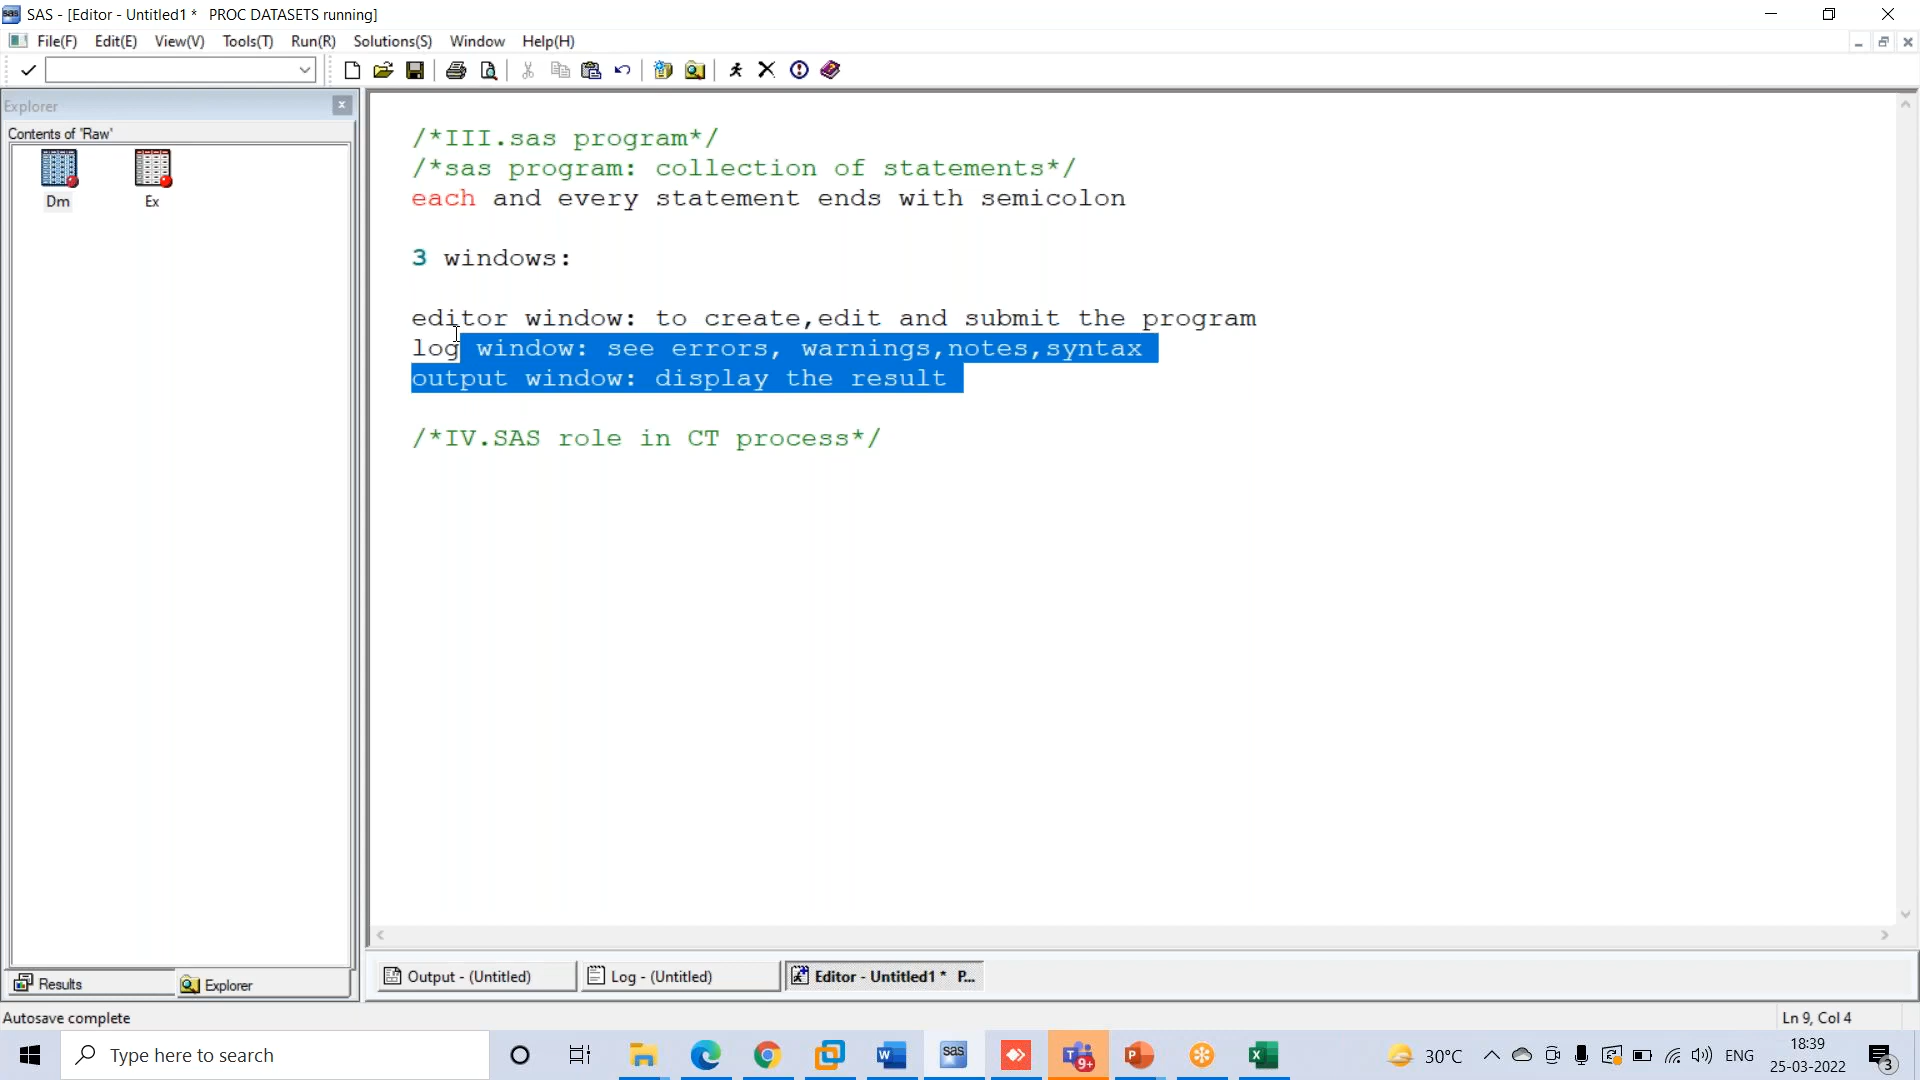 SAS - [Editor - Untitled1 *   PROC DATASETS running]
File(F) Edit(E) View(V) Tools(T) Run(R) Solutions(S) Window Help(H)
Explorer
Contents of 'Raw'
Dm Ex
/*III.sas program*/
/*sas program: collection of statements*/
each and every statement ends with semicolon
3 windows:
editor window: to create,edit and submit the program
log window: see errors, warnings,notes,syntax
output window: display the result
/*IV.SAS role in CT process*/
Results Explorer
Output - (Untitled) Log - (Untitled) Editor - Untitled1 * P...
Autosave complete
Ln 9, Col 4
Type here to search
sas
9+
30°C
ENG
18:39
25-03-2022
3